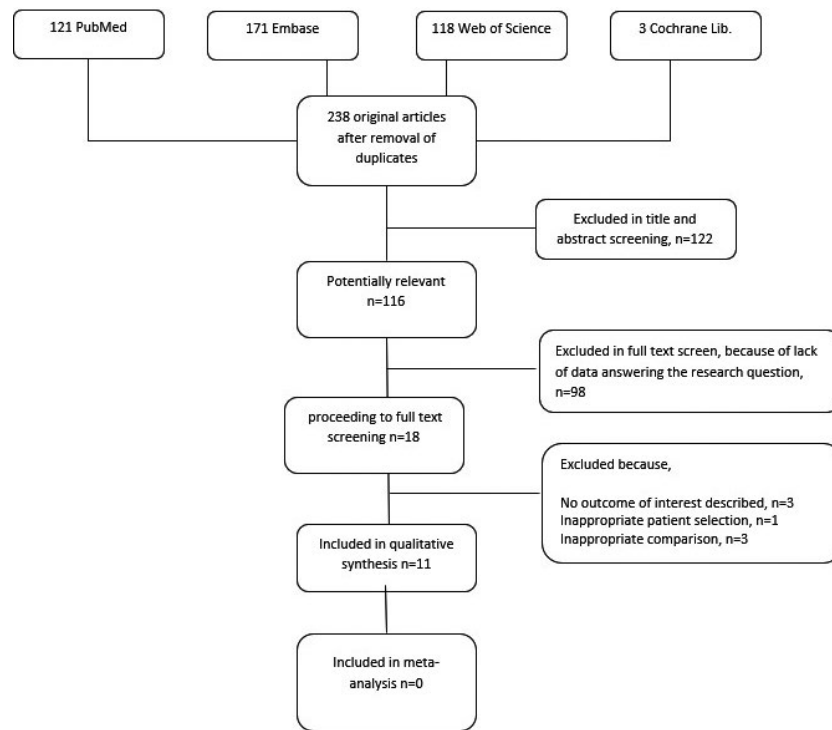 121 PubMed
171 Embase
118 Web of Science
3 Cochrane Lib.
238 original articles
after removal of
duplicates
Excluded in title and
abstract screening, n=122
Potentially relevant
n=116
Excluded in full text screen, because of lack
of data answering the research question,
n=98
proceeding to full text
screening n=18
Excluded because,
No outcome of interest described, n=3
Inappropriate patient selection, n=1
Inappropriate comparison, n=3
Included in qualitative
synthesis n=11
Included in meta-
analysis n=0